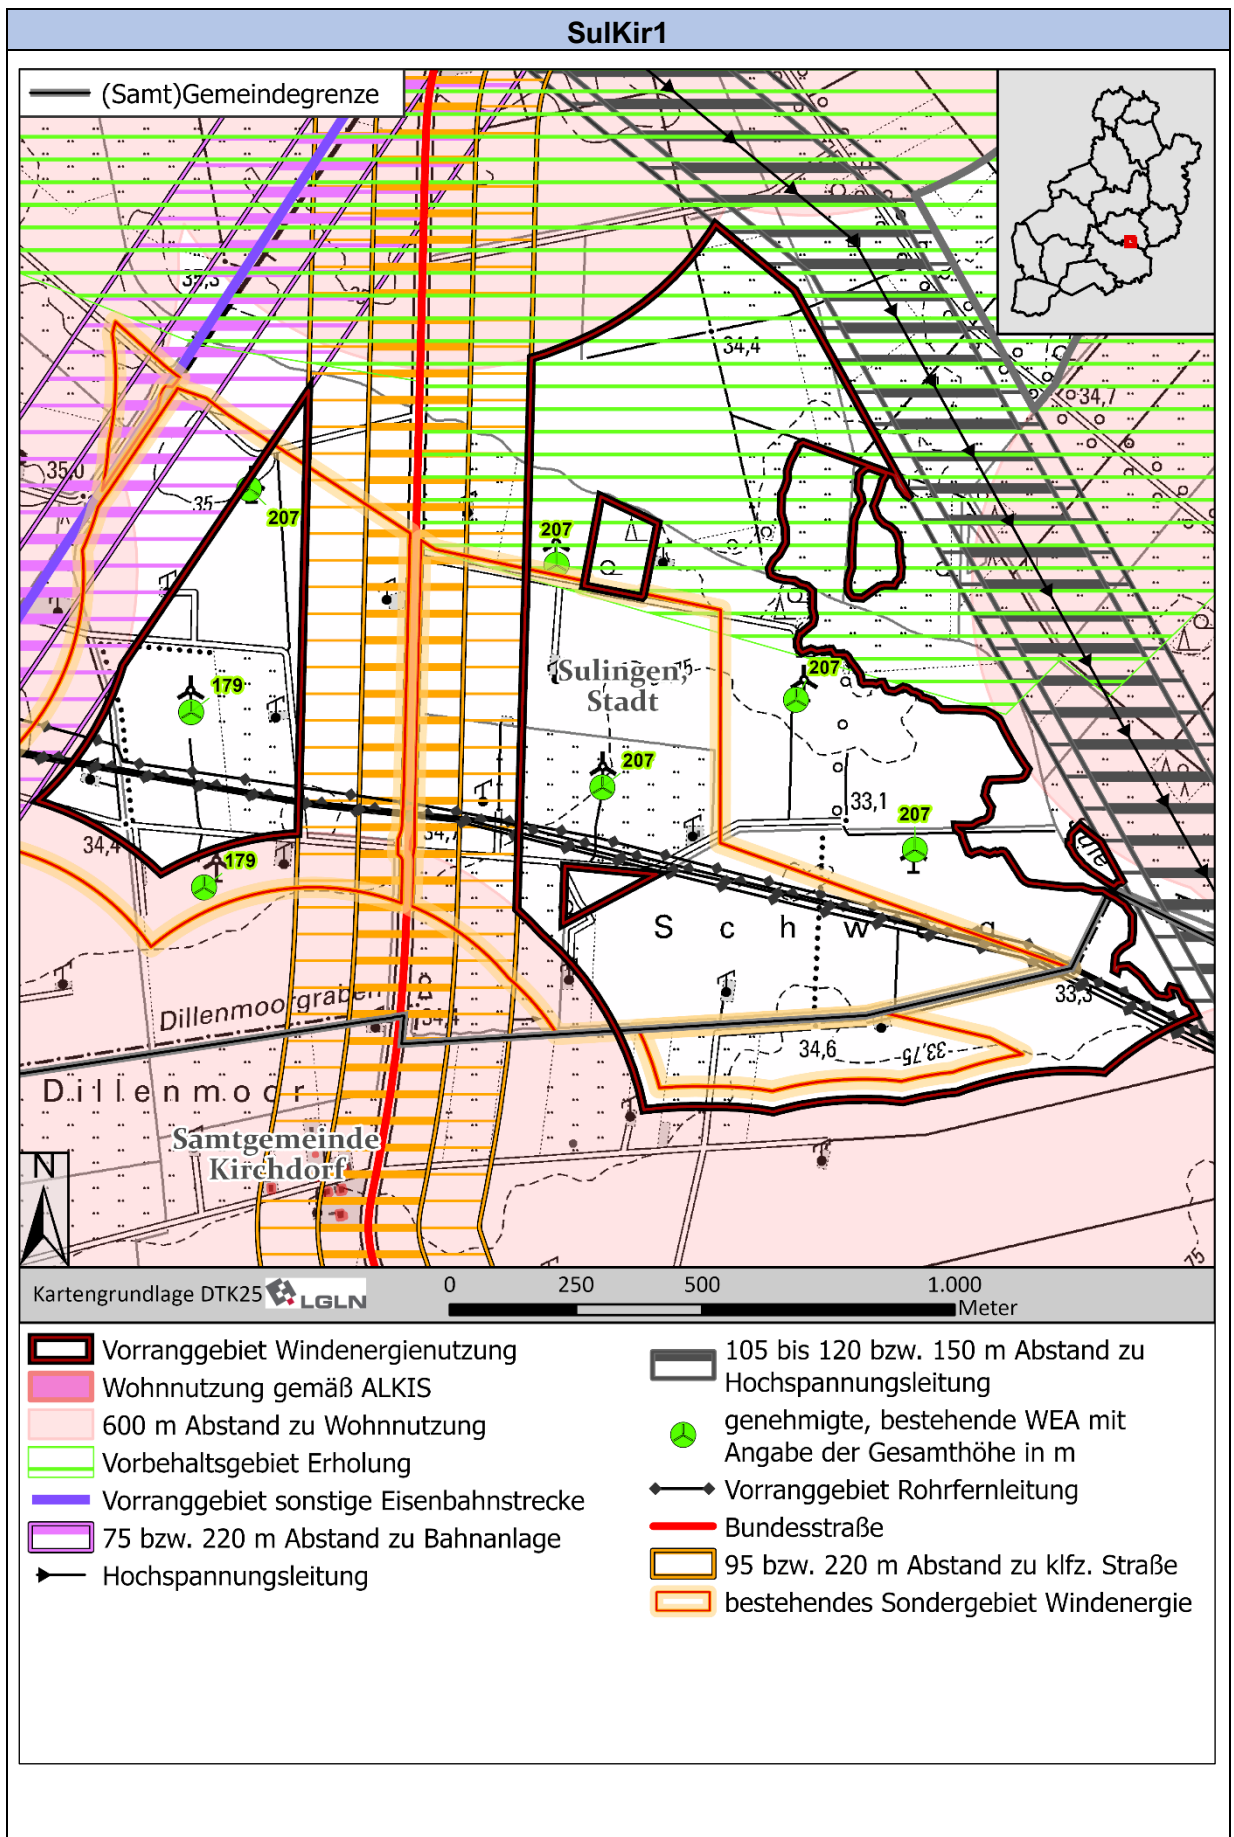 SulKir1
(Samt)Gemeindegrenze
35,3
34,4
34,7
35,0
35
207
207
179
Sulingen,
Stadt
75
207
207
33,1
207
34,7
34,4
179
S c h w
33,3
Dillenmoorgraben
34,4
34,6
33,75
Dillenmoor
Samtgemeinde
Kirchdorf
75
N
Kartengrundlage DTK25 LGLN
0 250 500 1.000
Meter
Vorranggebiet Windenergienutzung
Wohnnutzung gemäß ALKIS
600 m Abstand zu Wohnnutzung
Vorbehaltsgebiet Erholung
Vorranggebiet sonstige Eisenbahnstrecke
75 bzw. 220 m Abstand zu Bahnanlage
Hochspannungsleitung
105 bis 120 bzw. 150 m Abstand zu
Hochspannungsleitung
genehmigte, bestehende WEA mit
Angabe der Gesamthöhe in m
Vorranggebiet Rohrfernleitung
Bundesstraße
95 bzw. 220 m Abstand zu klfz. Straße
bestehendes Sondergebiet Windenergie